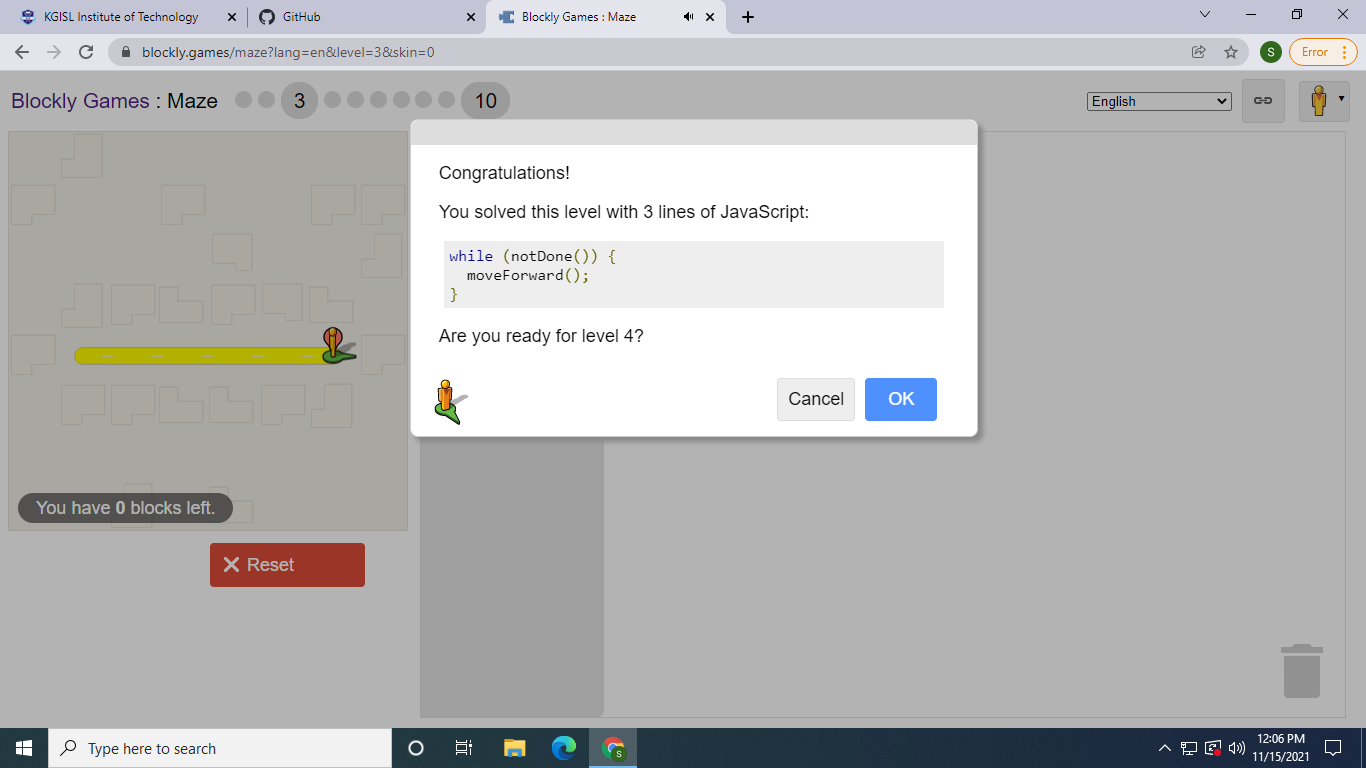 KGISL Institute of Technology
GitHub
Blockly Games : Maze
blockly.games/maze?lang=en&level=3&skin=0
S
Error
Blockly Games : Maze
3
10
English
Congratulations!
You solved this level with 3 lines of JavaScript:
while (notDone()) {
  moveForward();
}
Are you ready for level 4?
Cancel
OK
You have 0 blocks left.
Reset
Type here to search
S
12:06 PM
11/15/2021